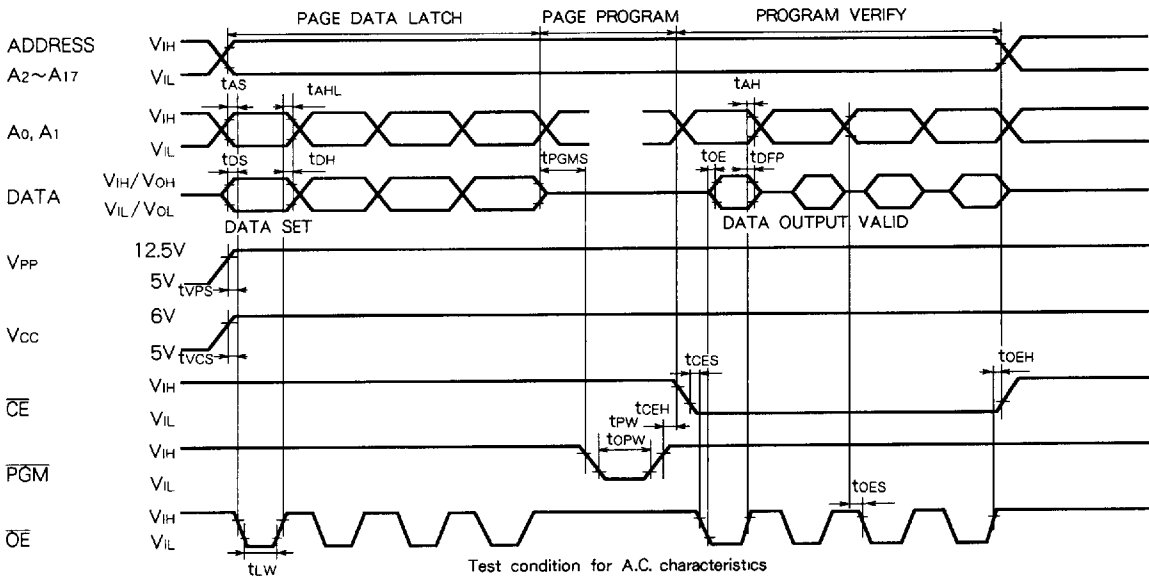 PAGE DATA LATCH PAGE PROGRAM PROGRAM VERIFY
ADDRESS VIH
A2~A17 VIL
tAS tAHL tAH
A0, A1 VIH
VIL
tDS tDH tPGMS tOE tDFP
DATA VIH/VOH
VIL/VOL
DATA SET DATA OUTPUT VALID
VPP 12.5V
5V
tVPS
VCC 6V
5V
tVCS tCES tOEH
CE VIH
VIL
tCEH
tPW
tOPW
PGM VIH
VIL
tOES
OE VIH
VIL
tLW
Test condition for A.C. characteristics